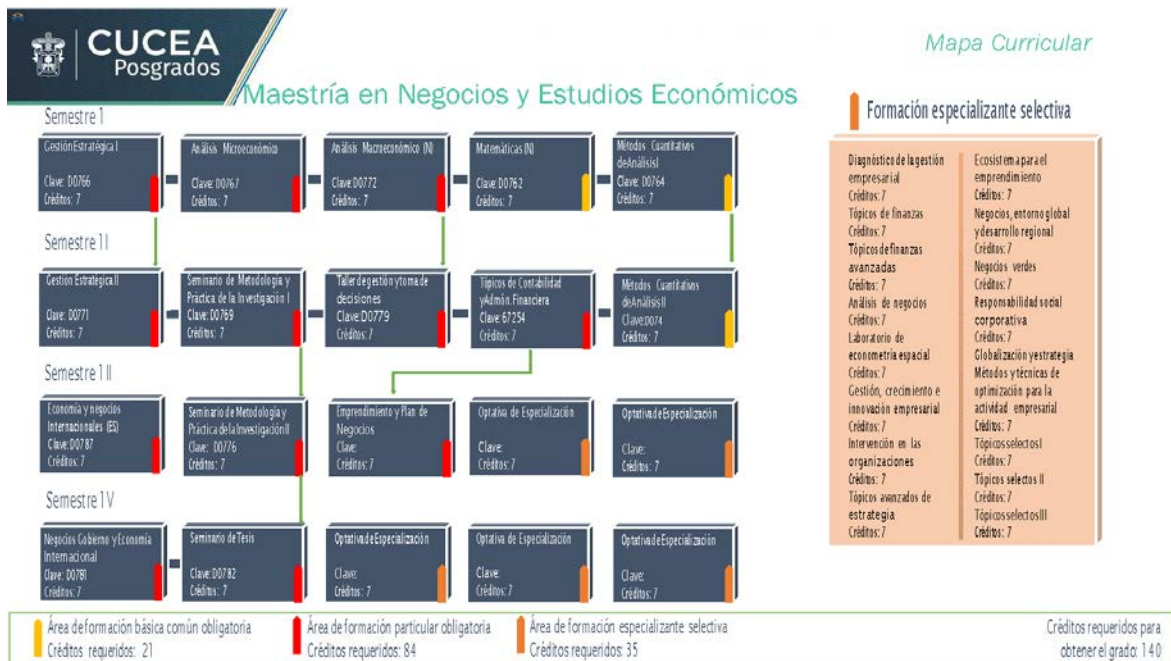 CUCEA
Posgrados
Mapa Curricular
Maestría en Negocios y Estudios Económicos
Semestre 1
Gestión Estratégica I
Clave: D0766
Créditos: 7
Análisis Microeconómico
Clave: D0767
Créditos: 7
Análisis Macroeconómico (N)
Clave:D0772
Créditos: 7
Matemáticas (N)
Clave: D0762
Créditos: 7
Métodos Cuantitativos
de Análisis I
Clave: D0764
Créditos: 7
Semestre 1I
Gestión Estrategica II
Clave: D0771
Créditos: 7
Seminario de Metodología y
Práctica de la Investigación I
Clave: D0769
Créditos: 7
Taller de gestión y toma de
decisiones
Clave:D0779
Créditos: 7
Tópicos de Contabilidad
y Admón. Financiera
Clave: 67254
Créditos: 7
Métodos Cuantitativos
de Análisis II
Clave:D074
Créditos: 7
Semestre 1II
Economía y negocios
Internacionales (ES)
Clave: D0787
Créditos: 7
Seminario de Metodología y
Práctica de la Investigación II
Clave: D0776
Créditos: 7
Emprendimiento y Plan de
Negocios
Clave:
Créditos: 7
Optativa de Especialización
Clave:
Créditos: 7
Optativa de Especialización
Clave:
Créditos: 7
Semestre 1V
Negocios Gobierno y Economía
Internacional
Clave: D0781
Créditos: 7
Seminario de Tesis
Clave:D0782
Créditos: 7
Optativa de Especialización
Clave:
Créditos: 7
Optativa de Especialización
Clave:
Créditos: 7
Optativa de Especialización
Clave:
Créditos: 7
Formación especializante selectiva
Diagnóstico de la gestión
empresarial
Créditos: 7
Tópicos de finanzas
Créditos: 7
Tópicos de finanzas
avanzadas
Créditos: 7
Análisis de negocios
Créditos: 7
Laboratorio de
econometría espacial
Créditos: 7
Gestión, crecimiento e
innovación empresarial
Créditos: 7
Intervención en las
organizaciones
Créditos: 7
Tópicos avanzados de
estrategia
Créditos: 7
Ecosistema para el
emprendimiento
Créditos: 7
Negocios, entorno global
y desarrollo regional
Créditos: 7
Negocios verdes
Créditos: 7
Responsabilidad social
corporativa
Créditos: 7
Globalización y estrategia
Métodos y técnicas de
optimización para la
actividad empresarial
Créditos: 7
Tópicos selectos I
Créditos: 7
Tópicos selectos II
Créditos: 7
Tópicos selectos III
Créditos: 7
Área de formación básica común obligatoria
Créditos requeridos: 21
Área de formación particular obligatoria
Créditos requeridos: 84
Área de formación especializante selectiva
Créditos requeridos: 35
Créditos requeridos para
obtener el grado: 140